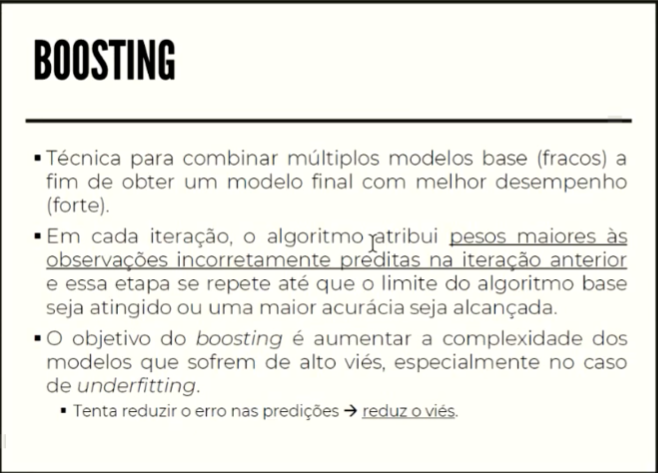 BOOSTING
▪ Técnica para combinar múltiplos modelos base (fracos) a
fim de obter um modelo final com melhor desempenho
(forte).
▪ Em cada iteração, o algoritmo atribui pesos maiores às
observações incorretamente preditas na iteração anterior
e essa etapa se repete até que o limite do algoritmo base
seja atingido ou uma maior acurácia seja alcançada.
▪ O objetivo do boosting é aumentar a complexidade dos
modelos que sofrem de alto viés, especialmente no caso
de underfitting.
▪ Tenta reduzir o erro nas predições → reduz o viés.